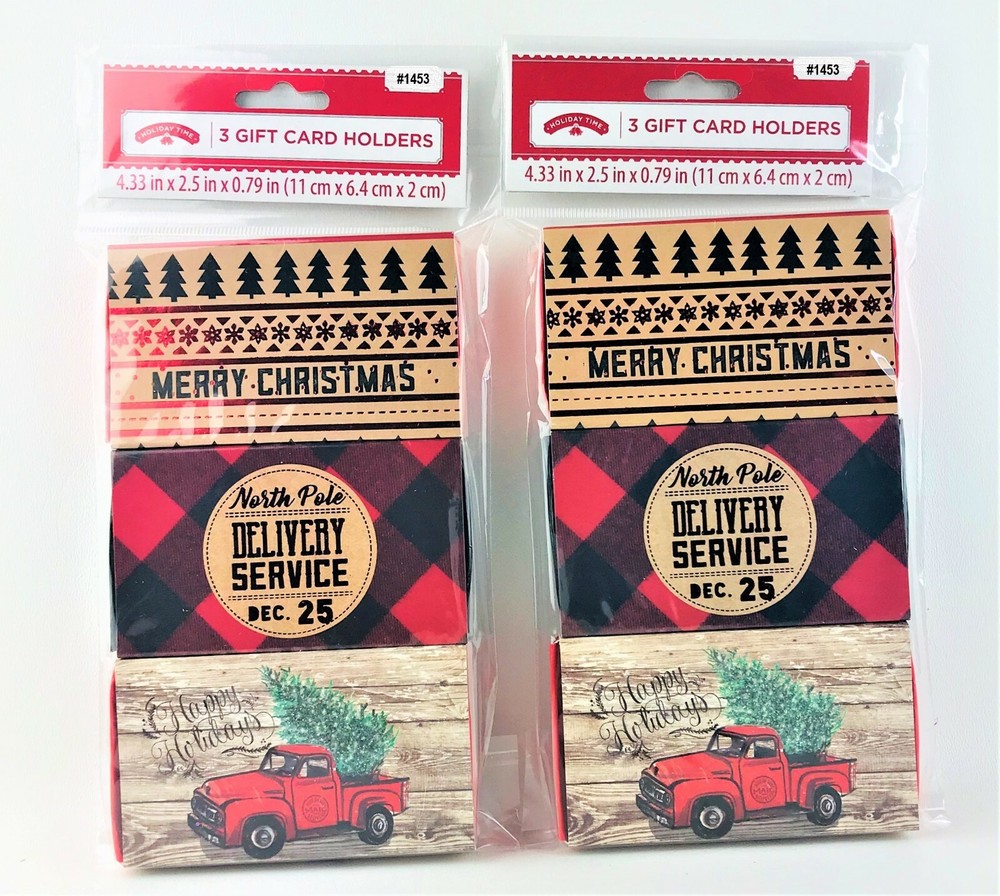 #1453
HOLIDAY TIME
3 GIFT CARD HOLDERS
4.33 in x 2.5 in x 0.79 in (11 cm x 6.4 cm x 2 cm)
MERRY CHRISTMAS
North Pole
DELIVERY
SERVICE
DEC. 25
Happy
Holidays
#1453
HOLIDAY TIME
3 GIFT CARD HOLDERS
4.33 in x 2.5 in x 0.79 in (11 cm x 6.4 cm x 2 cm)
MERRY CHRISTMAS
North Pole
DELIVERY
SERVICE
DEC. 25
Happy
Holidays